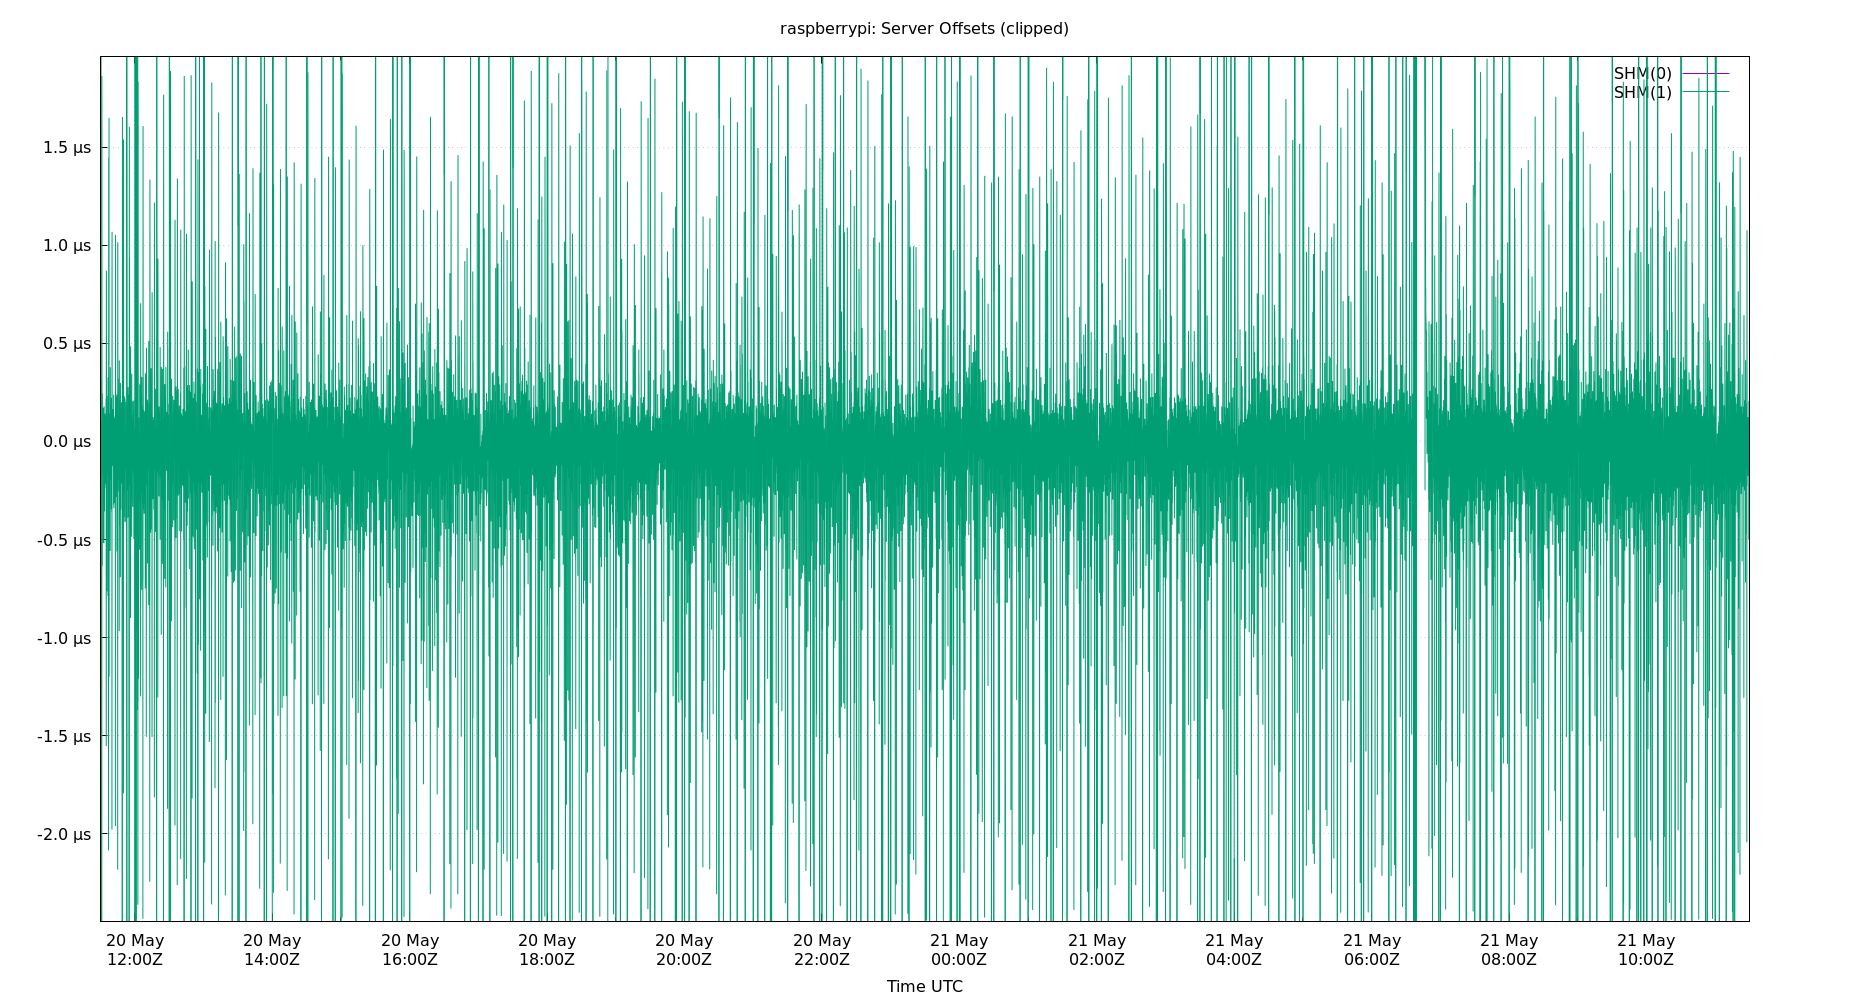 raspberrypi: Server Offsets (clipped)
SHM(0)
SHM(1)
1.5 µs
1.0 µs
0.5 µs
0.0 µs
-0.5 µs
-1.0 µs
-1.5 µs
-2.0 µs
20 May 20 May 20 May 20 May 20 May 20 May 21 May 21 May 21 May 21 May 21 May 21 May
12:00Z 14:00Z 16:00Z 18:00Z 20:00Z 22:00Z 00:00Z 02:00Z 04:00Z 06:00Z 08:00Z 10:00Z
Time UTC